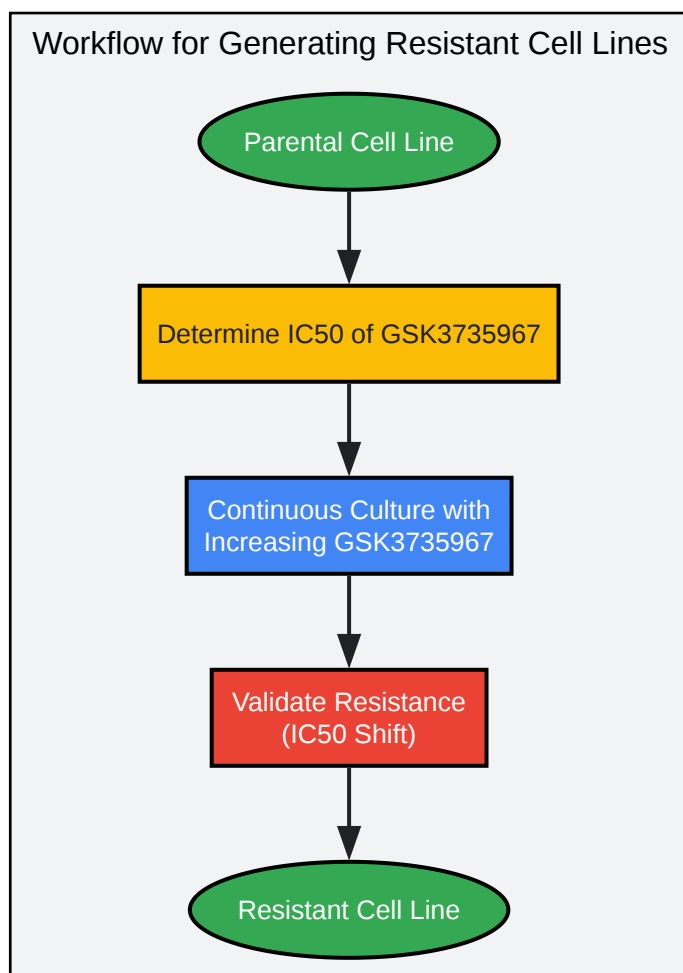 Workflow for Generating Resistant Cell Lines
Parental Cell Line
Determine IC50 of GSK3735967
Continuous Culture with
Increasing GSK3735967
Validate Resistance
(IC50 Shift)
Resistant Cell Line